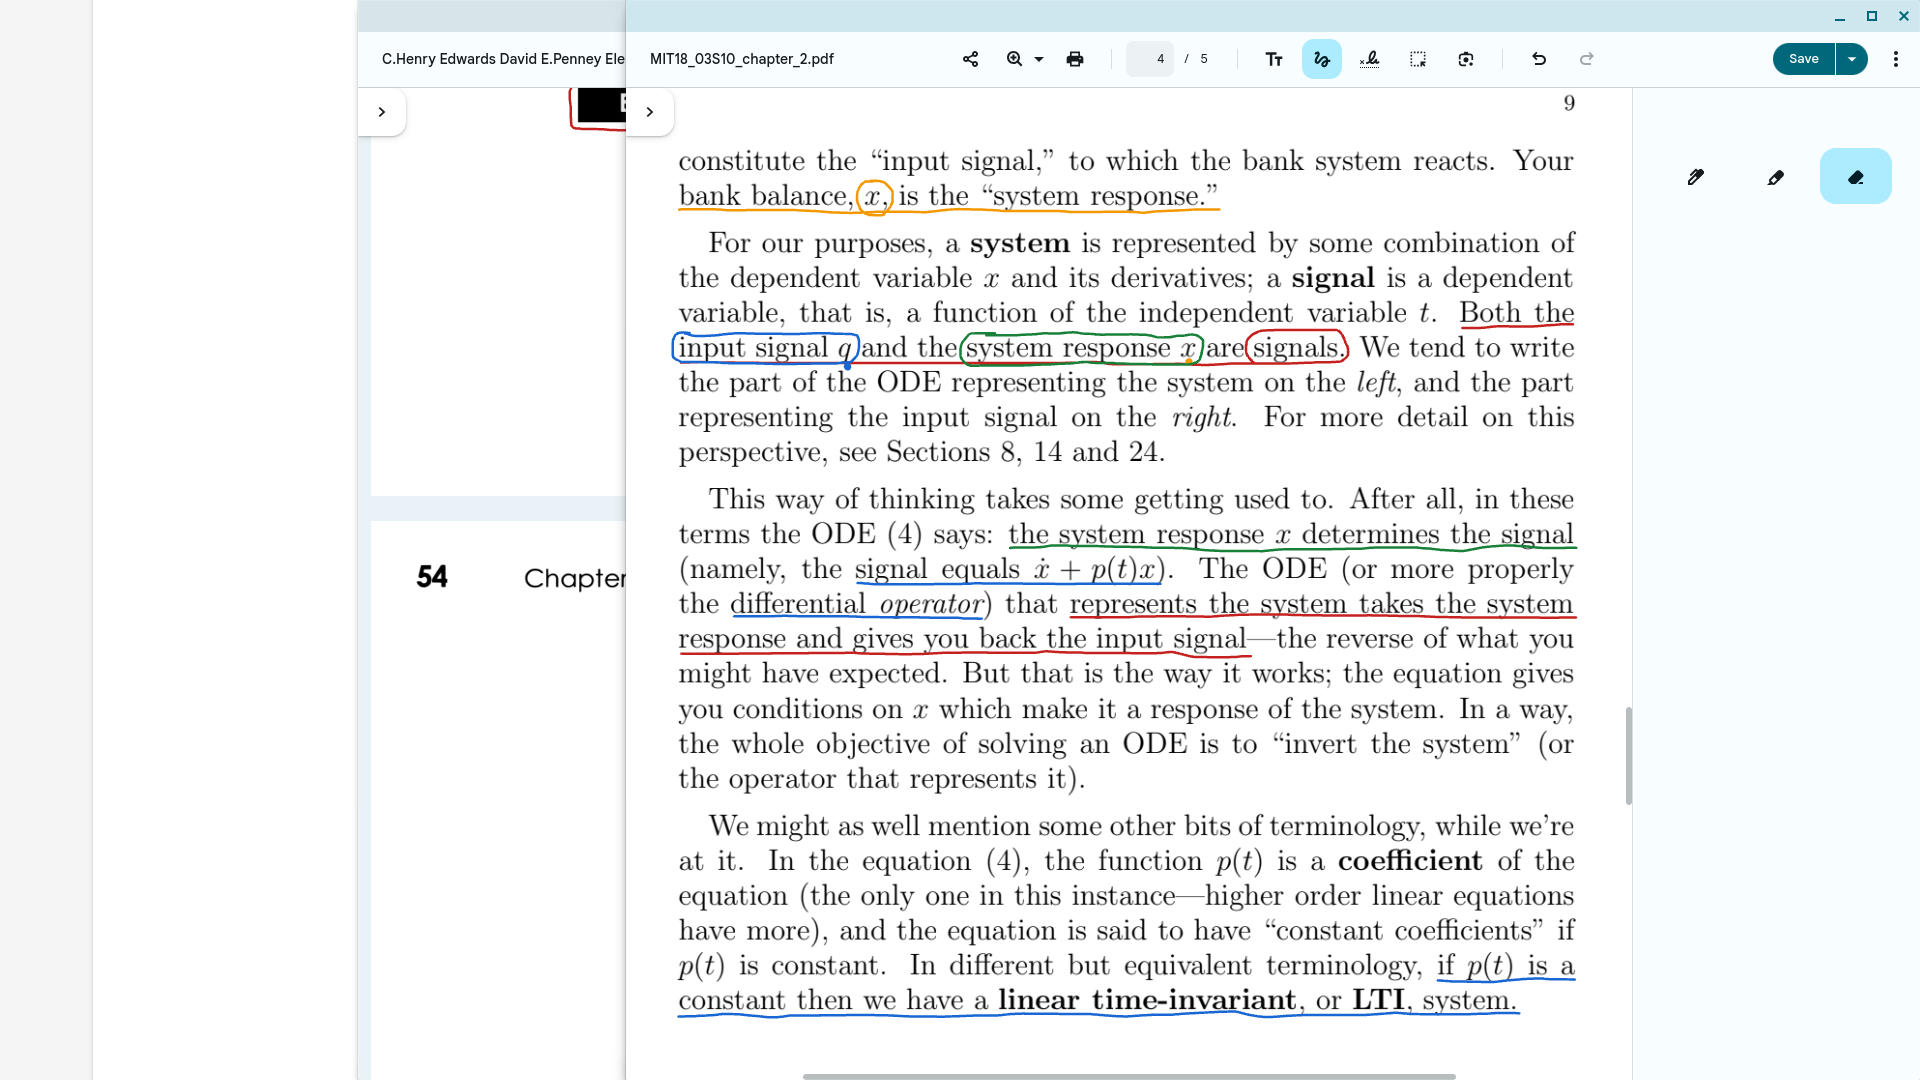 C.Henry Edwards David E.Penney Ele
MIT18_03S10_chapter_2.pdf
4 / 5
Save
9
constitute the “input signal,” to which the bank system reacts. Your
bank balance, x, is the “system response.”
For our purposes, a system is represented by some combination of
the dependent variable x and its derivatives; a signal is a dependent
variable, that is, a function of the independent variable t. Both the
input signal q and the system response x are signals. We tend to write
the part of the ODE representing the system on the left, and the part
representing the input signal on the right. For more detail on this
perspective, see Sections 8, 14 and 24.
This way of thinking takes some getting used to. After all, in these
terms the ODE (4) says: the system response x determines the signal
(namely, the signal equals ẋ + p(t)x). The ODE (or more properly
the differential operator) that represents the system takes the system
response and gives you back the input signal—the reverse of what you
might have expected. But that is the way it works; the equation gives
you conditions on x which make it a response of the system. In a way,
the whole objective of solving an ODE is to “invert the system” (or
the operator that represents it).
We might as well mention some other bits of terminology, while we’re
at it. In the equation (4), the function p(t) is a coefficient of the
equation (the only one in this instance—higher order linear equations
have more), and the equation is said to have “constant coefficients” if
p(t) is constant. In different but equivalent terminology, if p(t) is a
constant then we have a linear time-invariant, or LTI, system.
54 Chapter